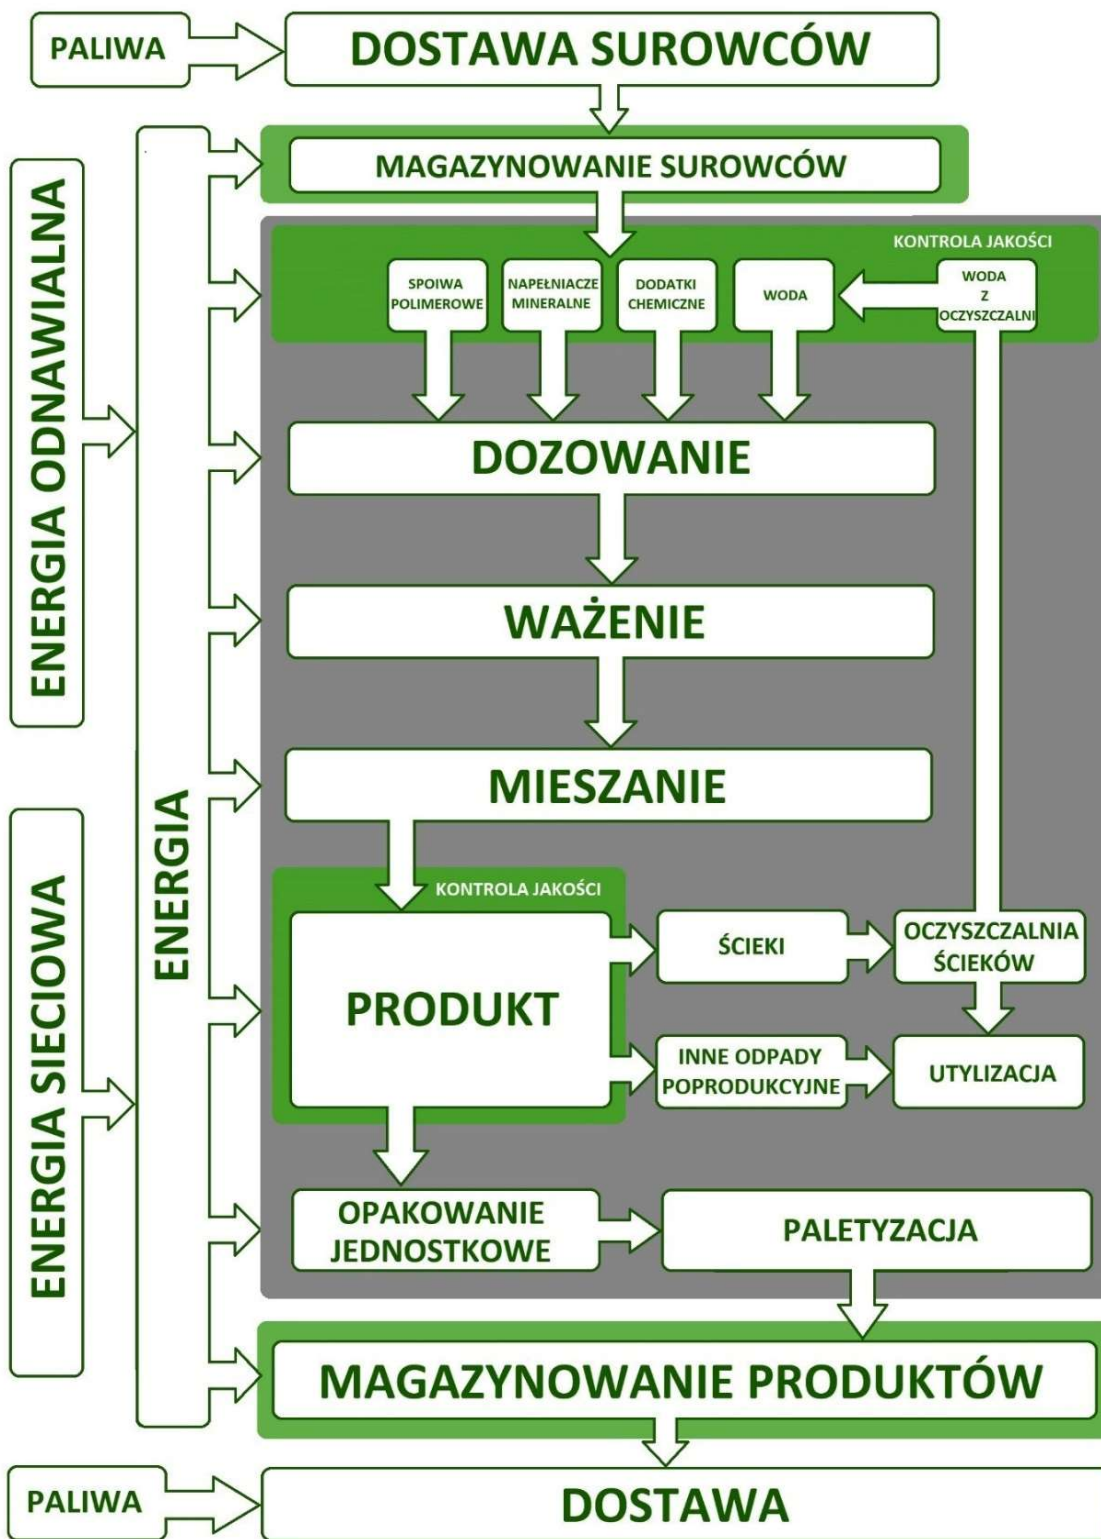 PALIWA
DOSTAWA SUROWCÓW
MAGAZYNOWANIE SUROWCÓW
ENERGIA ODNAWIALNA
ENERGIA SIECIOWA
ENERGIA
KONTROLA JAKOŚCI
SPOIWA
POLIMEROWE
NAPEŁNIACZE
MINERALNE
DODATKI
CHEMICZNE
WODA
WODA
Z
OCZYSZCZALNI
DOZOWANIE
WAŻENIE
MIESZANIE
KONTROLA JAKOŚCI
PRODUKT
ŚCIEKI
OCZYSZCZALNIA
ŚCIEKÓW
INNE ODPADY
POPRODUKCYJNE
UTYLIZACJA
OPAKOWANIE
JEDNOSTKOWE
PALETYZACJA
MAGAZYNOWANIE PRODUKTÓW
PALIWA
DOSTAWA